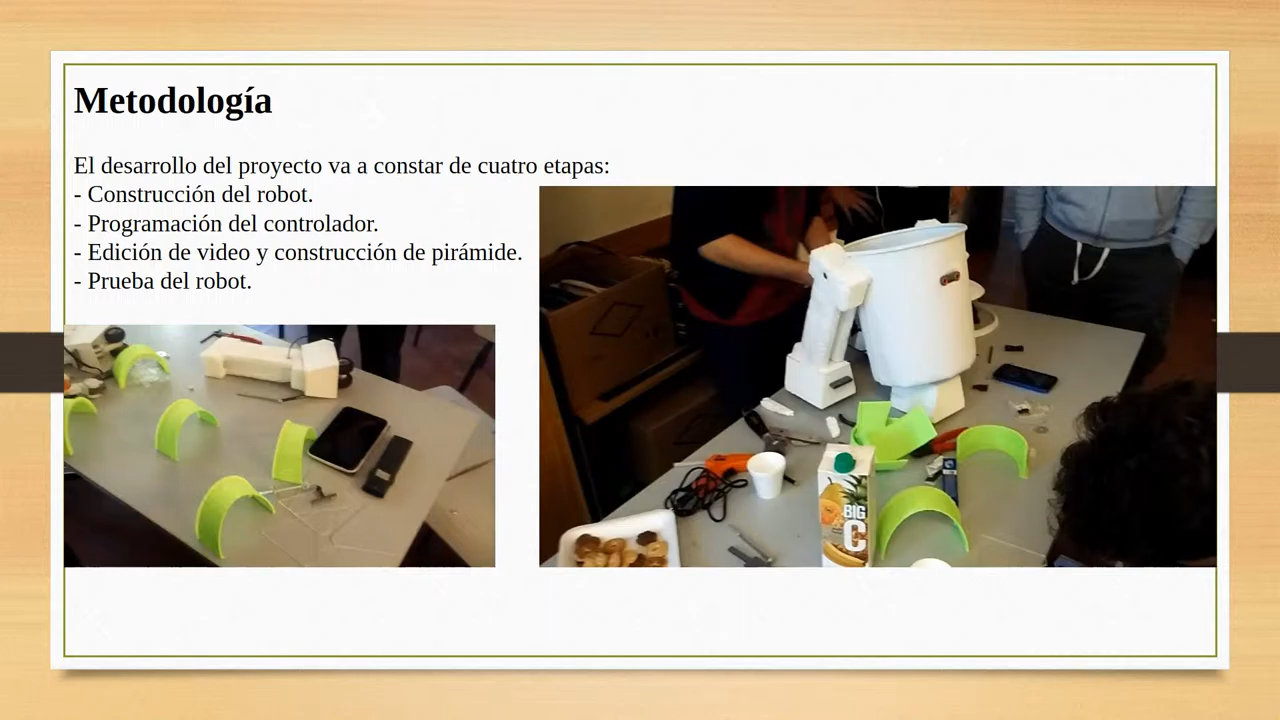 Metodología
El desarrollo del proyecto va a constar de cuatro etapas:
- Construcción del robot.
- Programación del controlador.
- Edición de video y construcción de pirámide.
- Prueba del robot.
BIG
C